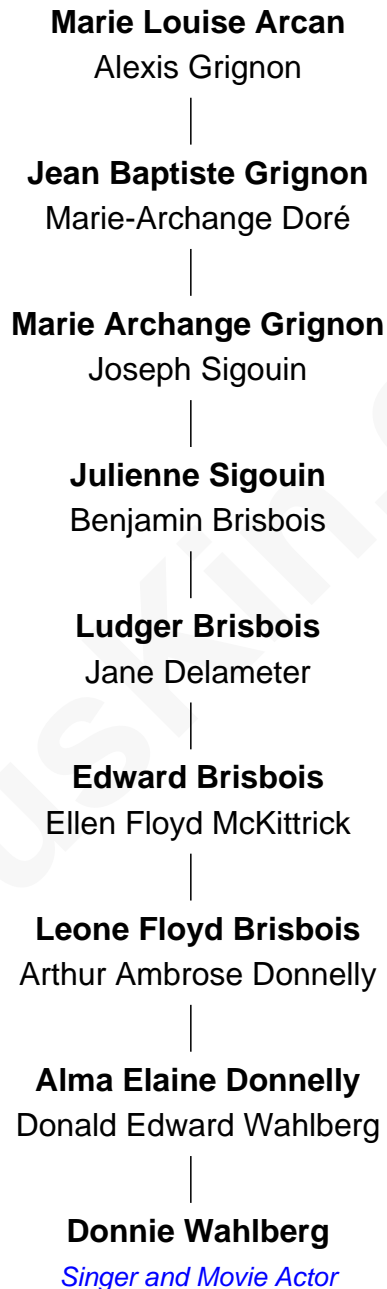 Marie Louise Arcan
Alexis Grignon
Jean Baptiste Grignon
Marie-Archange Doré
Marie Archange Grignon
Joseph Sigouin
Julienne Sigouin
Benjamin Brisbois
Ludger Brisbois
Jane Delameter
Edward Brisbois
Ellen Floyd McKittrick
Leone Floyd Brisbois
Arthur Ambrose Donnelly
Alma Elaine Donnelly
Donald Edward Wahlberg
Donnie Wahlberg
Singer and Movie Actor